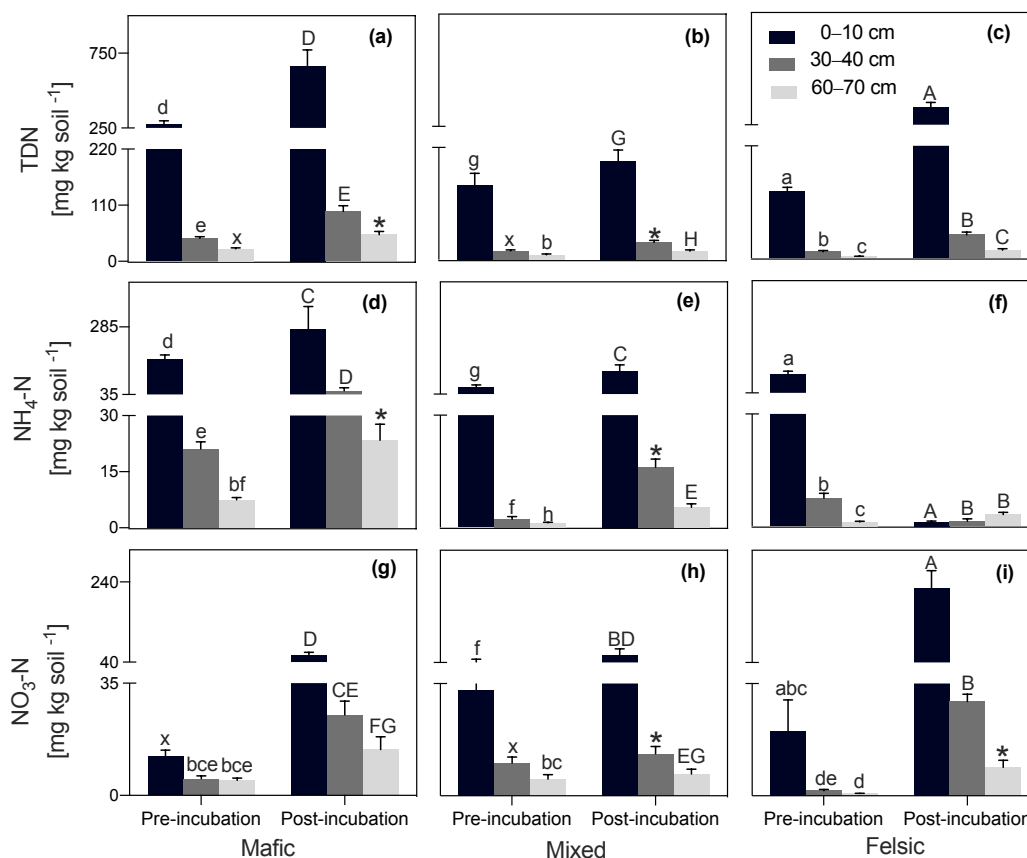 (a)
(b)
(c)
0–10 cm
30–40 cm
60–70 cm
TDN
[mg kg soil -1]
750
250
220
110
0
d
e
x
D
E
*
g
x
b
G
*
H
a
b
c
A
B
C
(d)
(e)
(f)
NH4-N
[mg kg soil -1]
285
35
30
15
0
d
e
bf
C
D
*
g
f
h
C
*
E
a
b
c
A
B
B
(g)
(h)
(i)
NO3-N
[mg kg soil -1]
240
40
35
0
x
bce
bce
D
CE
FG
f
x
bc
BD
*
EG
abc
de
d
A
B
*
Pre-incubation Post-incubation
Pre-incubation Post-incubation
Pre-incubation Post-incubation
Mafic
Mixed
Felsic